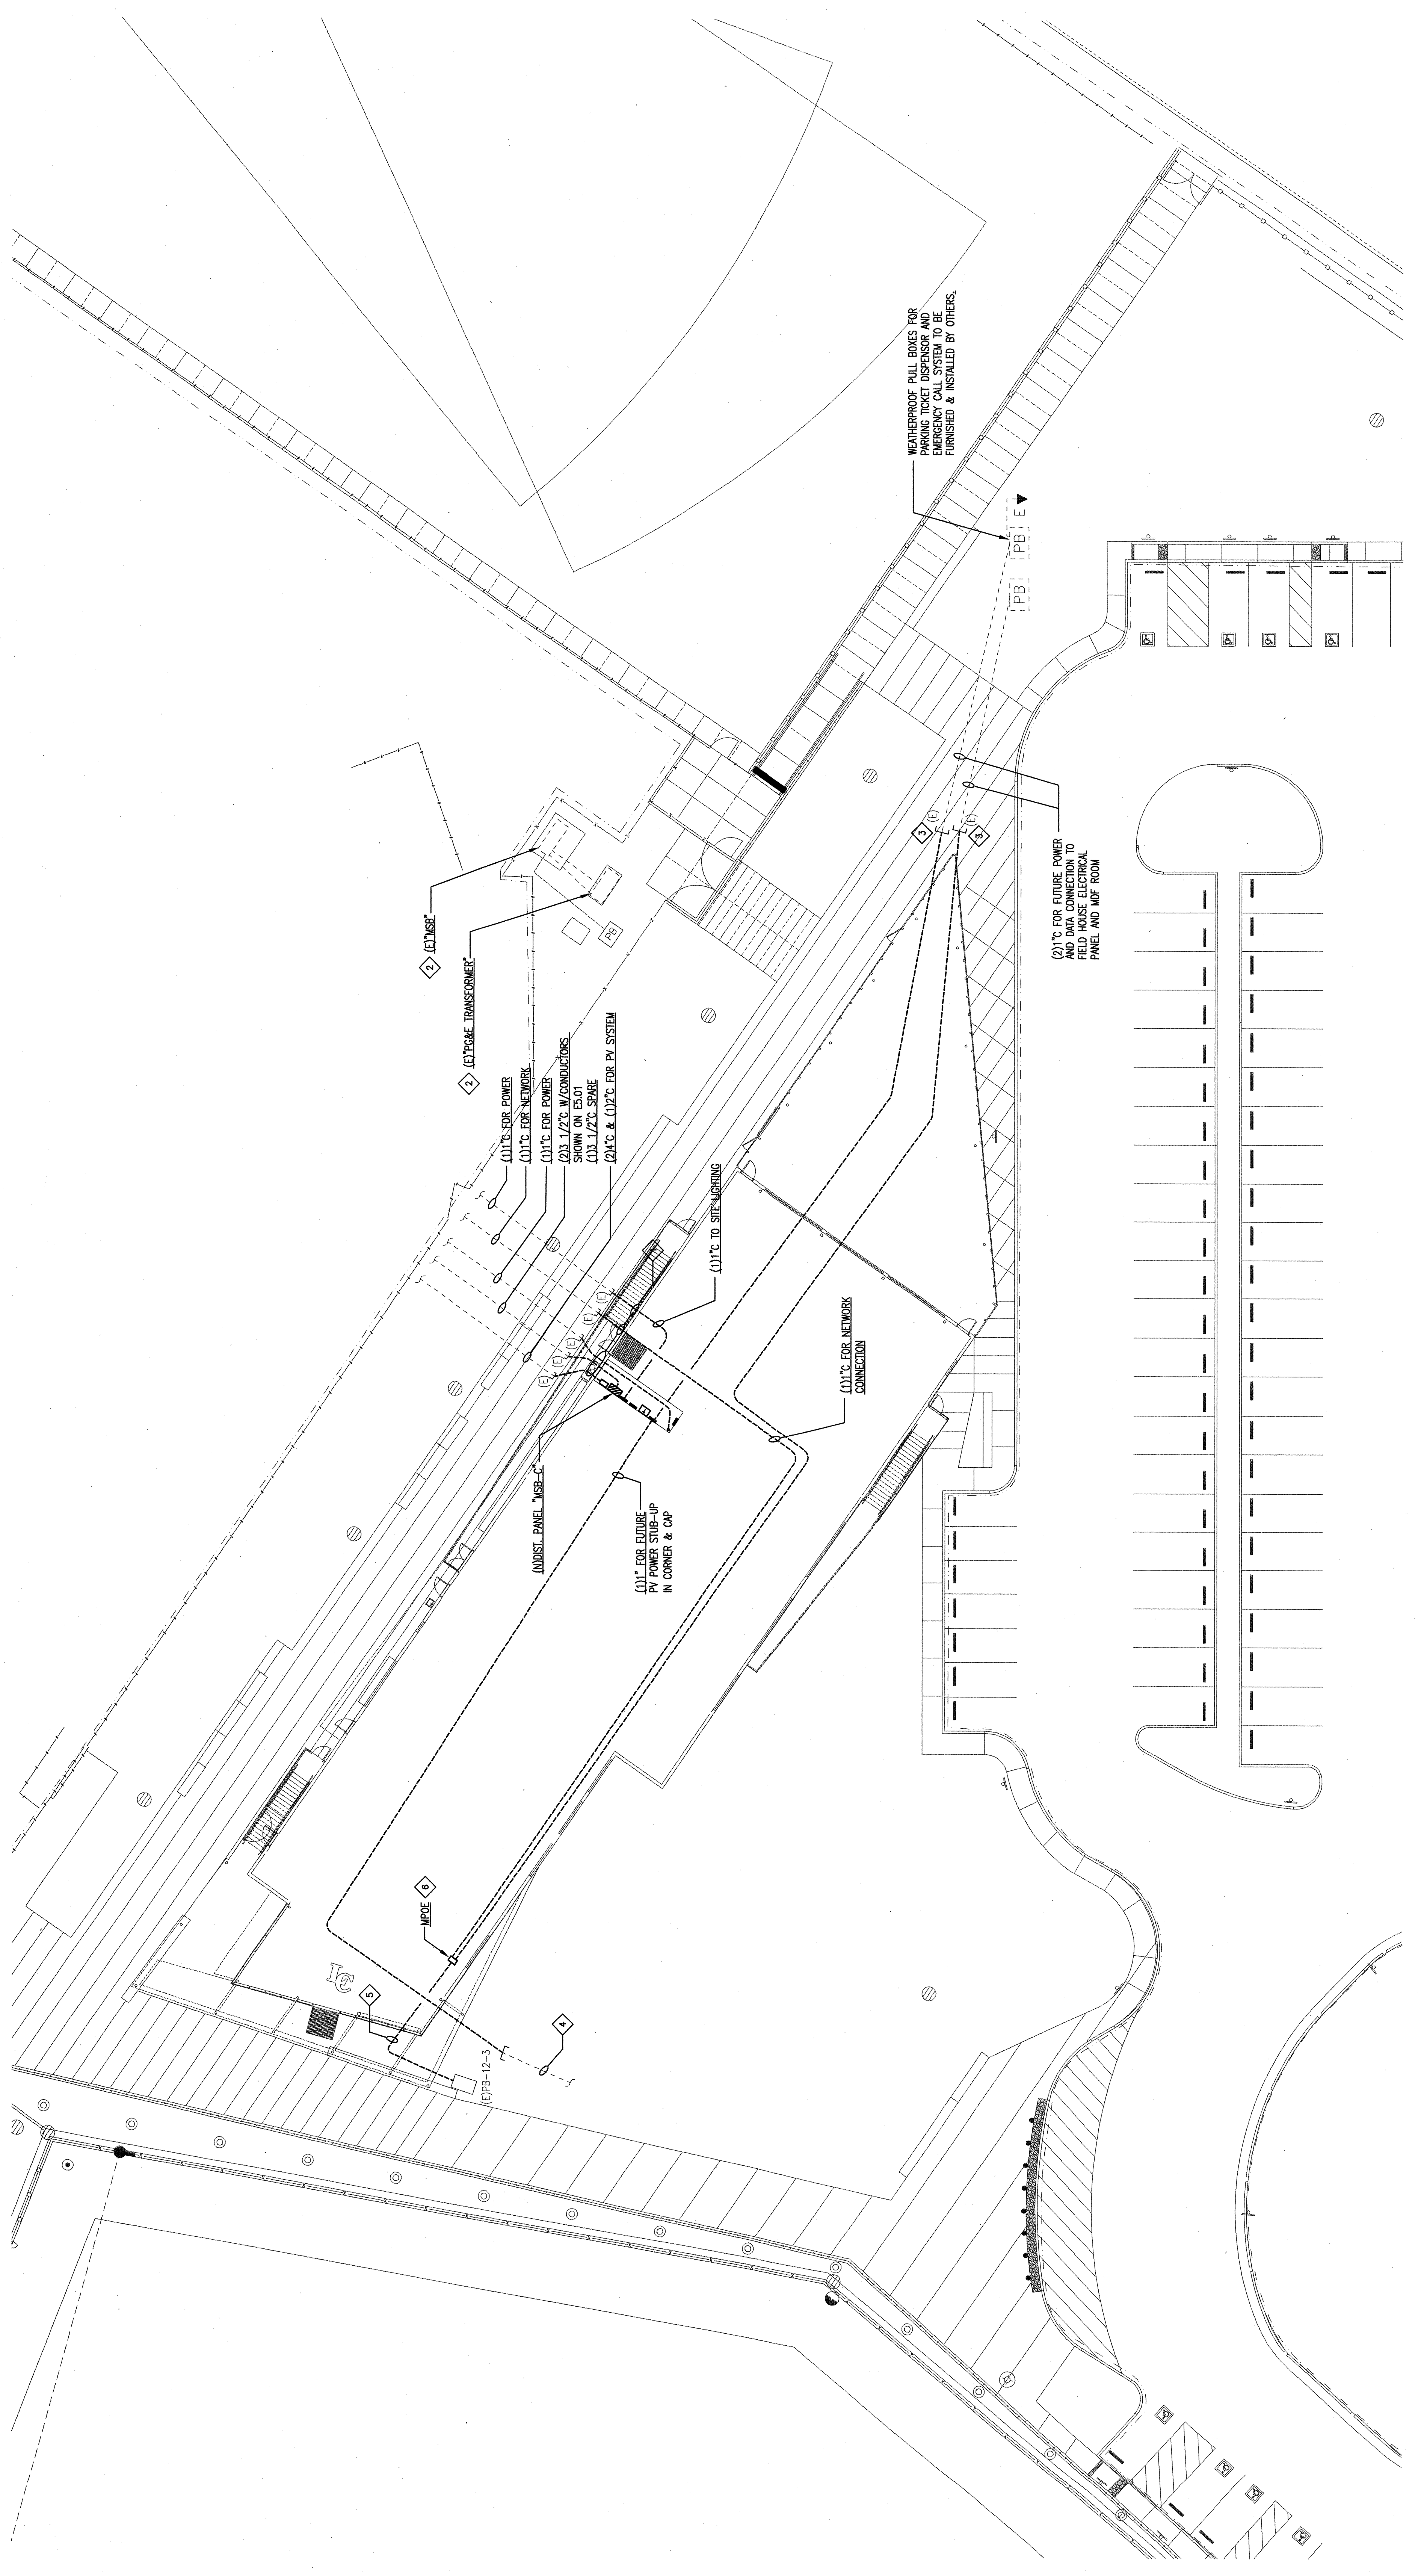 WEATHERPROOF PULL BOXES FOR
PARKING TICKET DISPENSOR AND
EMERGENCY CALL SYSTEM TO BE
FURNISHED & INSTALLED BY OTHERS.
PB
E
PB
2
(E)"MSB"
2
(E)"PG&E TRANSFORMER"
PB
3
(E)
3
(E)
(2)1"C FOR FUTURE POWER
AND DATA CONNECTION TO
FIELD HOUSE ELECTRICAL
PANEL AND MDF ROOM
(1)1"C FOR POWER
(1)1"C FOR NETWORK
(1)1"C FOR POWER
(2)3 1/2"C W/CONDUCTORS
SHOWN ON E5.01
(1)3 1/2"C SPARE
(2)4"C & (1)2"C FOR PV SYSTEM
(1)1"C TO SITE LIGHTING
(E)
(E)
(E)
(E)
(E)
(1)1"C FOR NETWORK
CONNECTION
(N)DIST. PANEL "MSB-C"
(1)1" FOR FUTURE
PV POWER STUB-UP
IN CORNER & CAP
MPOE
6
5
4
(E)PB-12-3